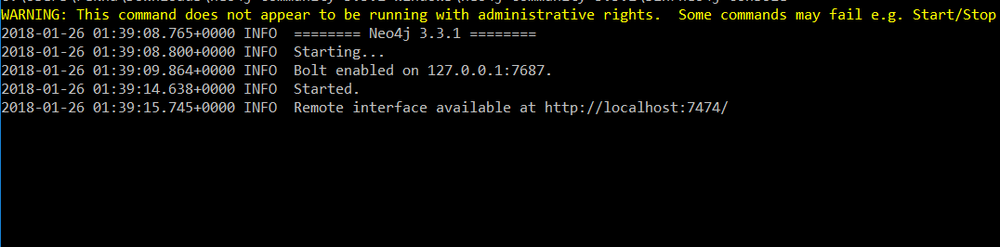 WARNING: This command does not appear to be running with administrative rights.  Some commands may fail e.g. Start/Stop
2018-01-26 01:39:08.765+0000 INFO  ======== Neo4j 3.3.1 ========
2018-01-26 01:39:08.800+0000 INFO  Starting...
2018-01-26 01:39:09.864+0000 INFO  Bolt enabled on 127.0.0.1:7687.
2018-01-26 01:39:14.638+0000 INFO  Started.
2018-01-26 01:39:15.745+0000 INFO  Remote interface available at http://localhost:7474/